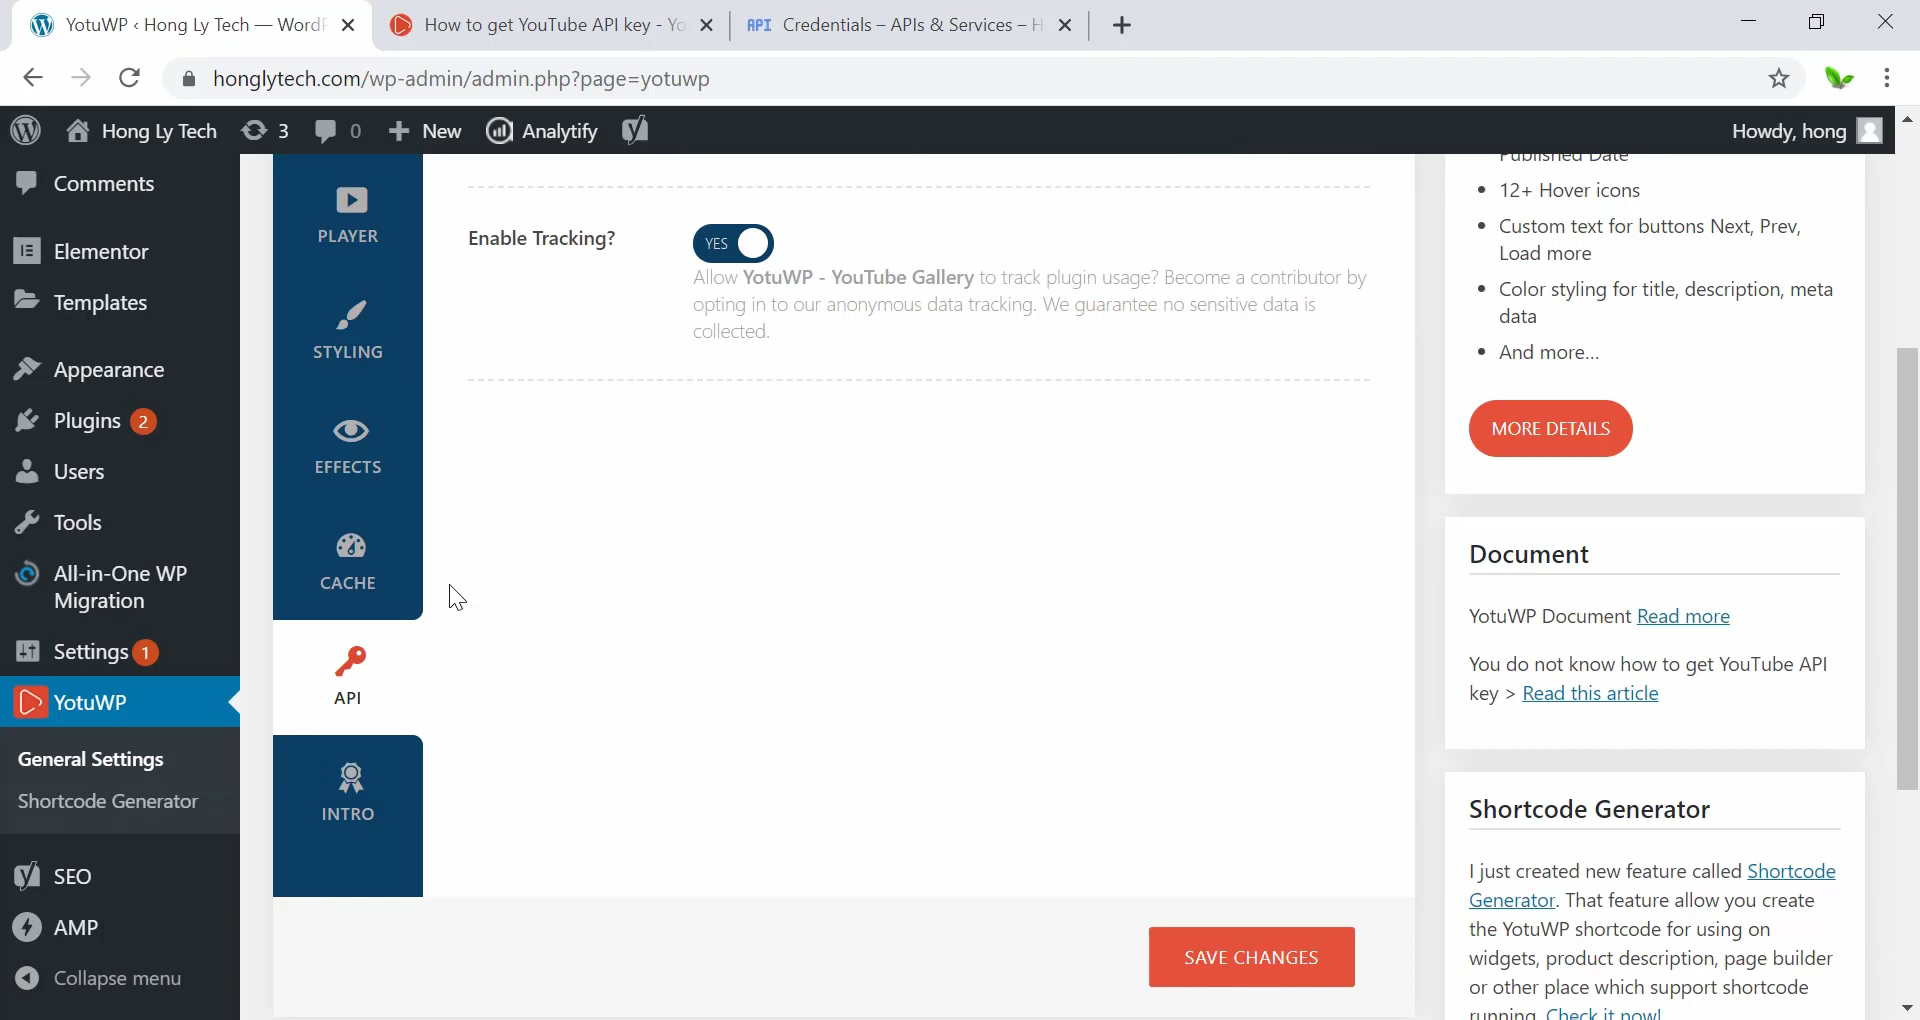 YotuWP ‹ Hong Ly Tech — WordP
How to get YouTube API key - Yo
API Credentials – APIs & Services – H
honglytech.com/wp-admin/admin.php?page=yotuwp
Hong Ly Tech 3 0 New Analytify Howdy, hong
Comments
Elementor
Templates
Appearance
Plugins 2
Users
Tools
All-in-One WP
Migration
Settings 1
YotuWP
General Settings
Shortcode Generator
SEO
AMP
Collapse menu
PLAYER
STYLING
EFFECTS
CACHE
API
INTRO
Enable Tracking?
YES
Allow YotuWP - YouTube Gallery to track plugin usage? Become a contributor by
opting in to our anonymous data tracking. We guarantee no sensitive data is
collected.
SAVE CHANGES
Published Date
12+ Hover icons
Custom text for buttons Next, Prev,
Load more
Color styling for title, description, meta
data
And more...
MORE DETAILS
Document
YotuWP Document Read more
You do not know how to get YouTube API
key > Read this article
Shortcode Generator
I just created new feature called Shortcode
Generator. That feature allow you create
the YotuWP shortcode for using on
widgets, product description, page builder
or other place which support shortcode
running. Check it now!